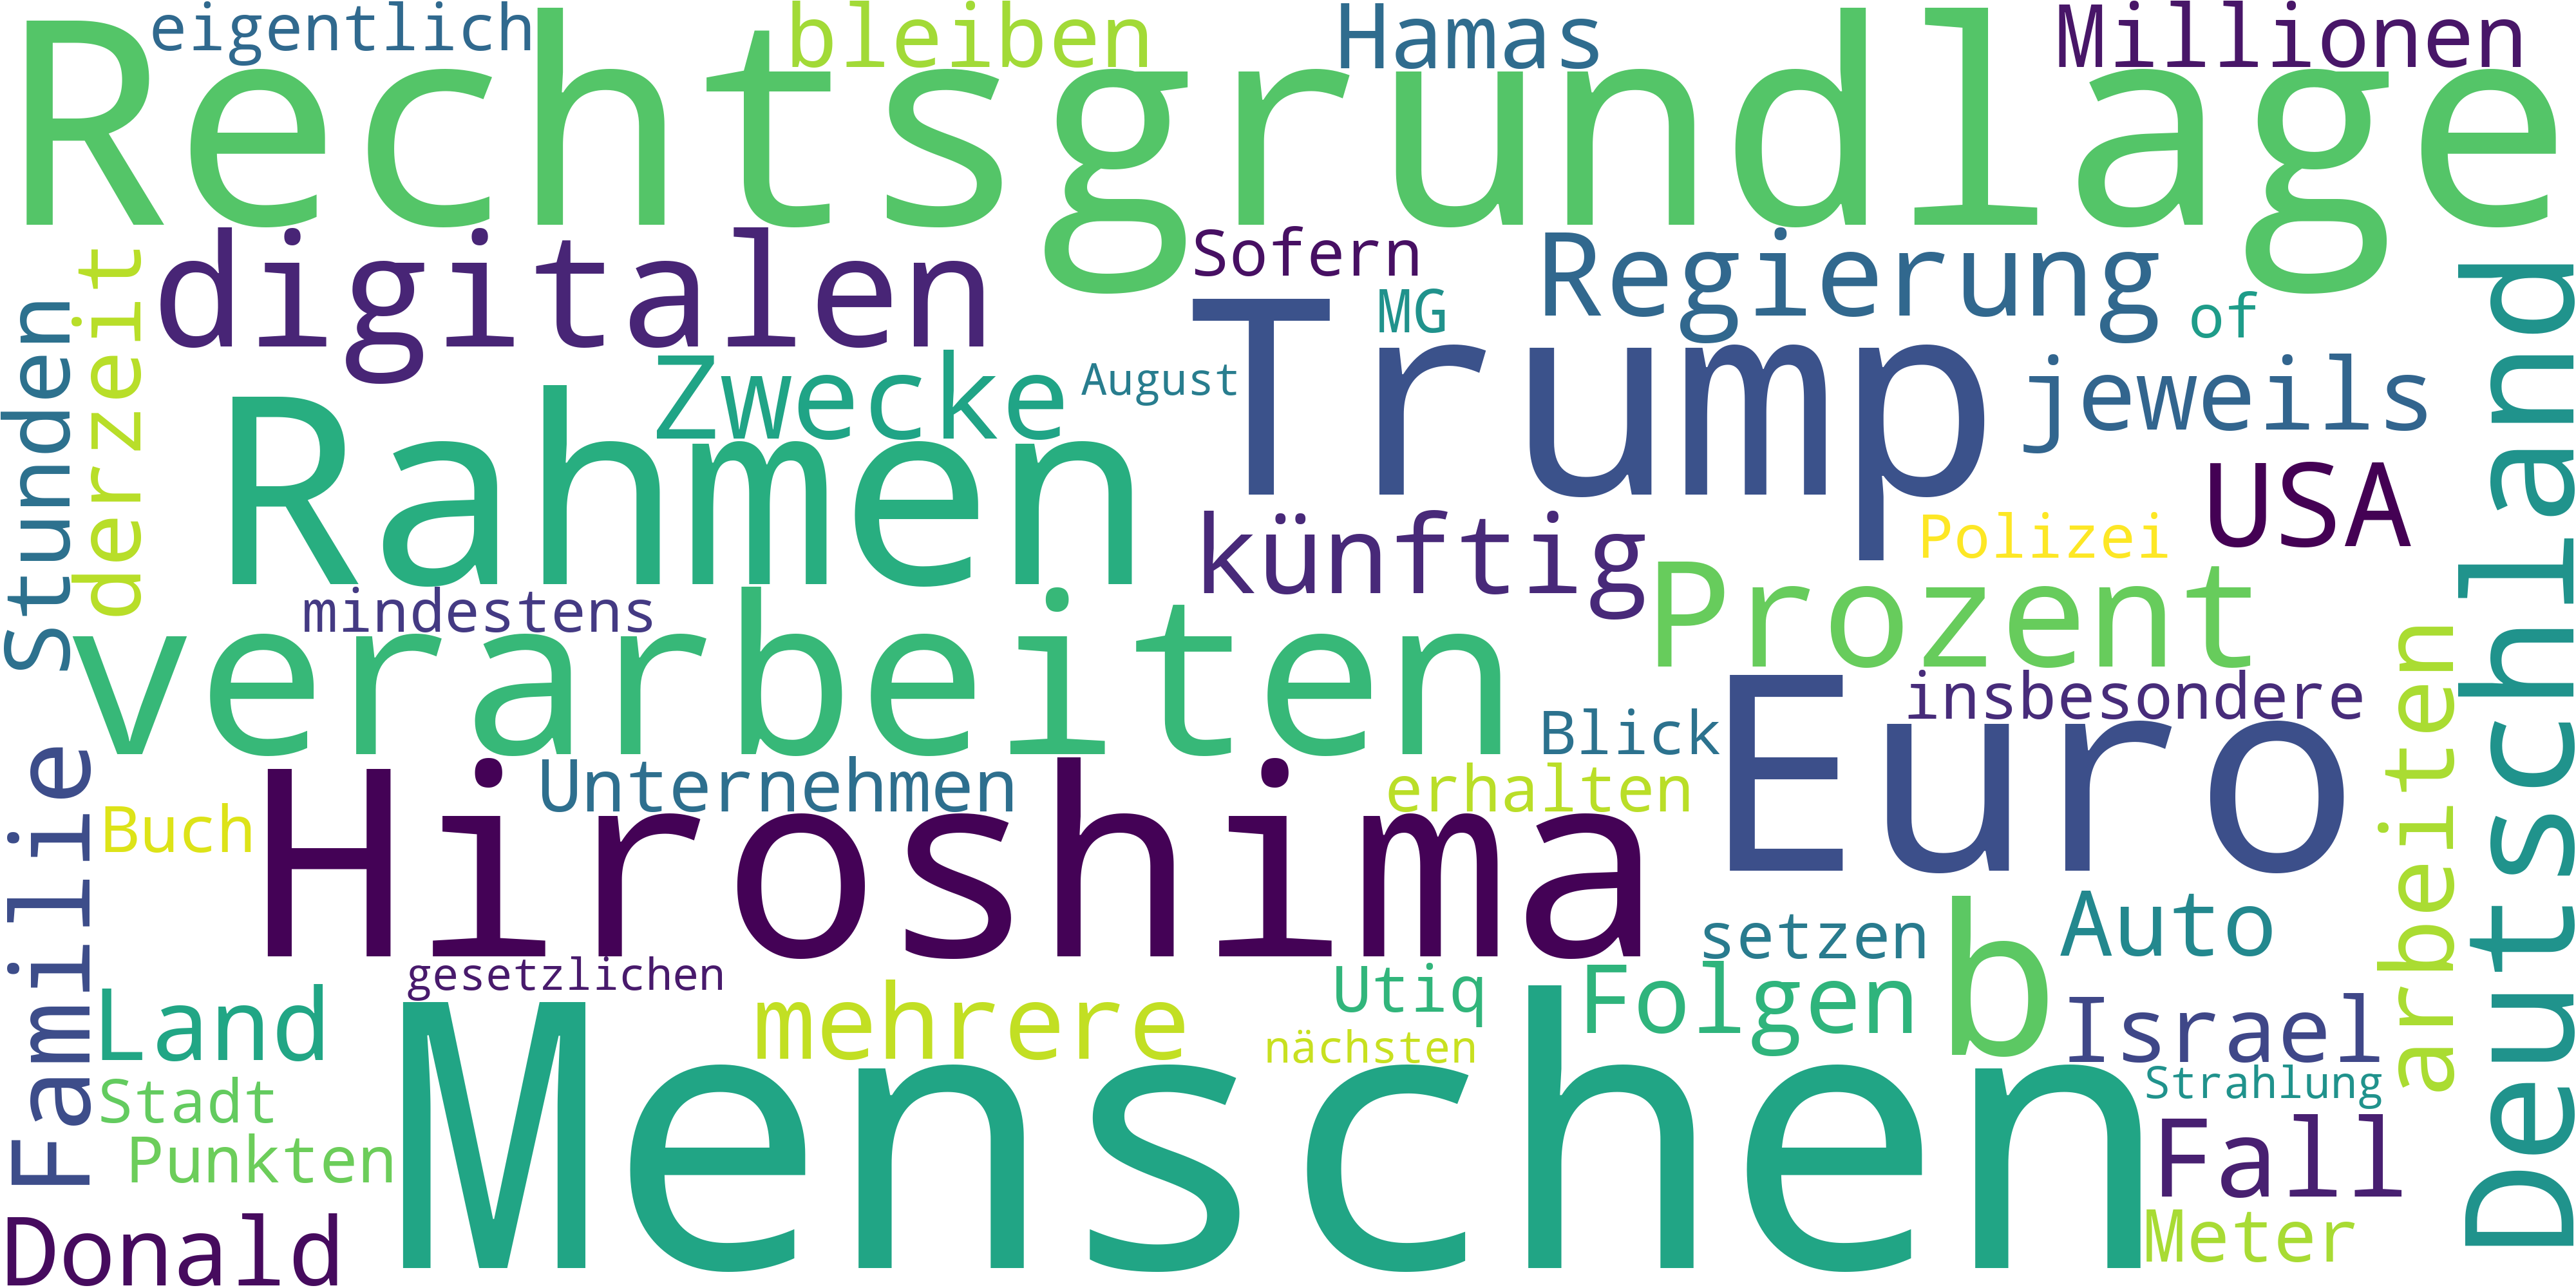 eigentlich
bleiben
Hamas
Millionen
Rechtsgrundlage
digitalen
Sofern
Regierung
MG
of
derzeit
Stunden
Zwecke
August
Trump
jeweils
Rahmen
künftig
Polizei
USA
Deutschland
mindestens
verarbeiten
Prozent
insbesondere
Blick
Euro
arbeiten
Familie
Buch
Unternehmen
erhalten
Hiroshima
setzen
b
Auto
gesetzlichen
Land
mehrere
Utiq
Folgen
Israel
nächsten
Strahlung
Stadt
Menschen
Punkten
Fall
Donald
Meter